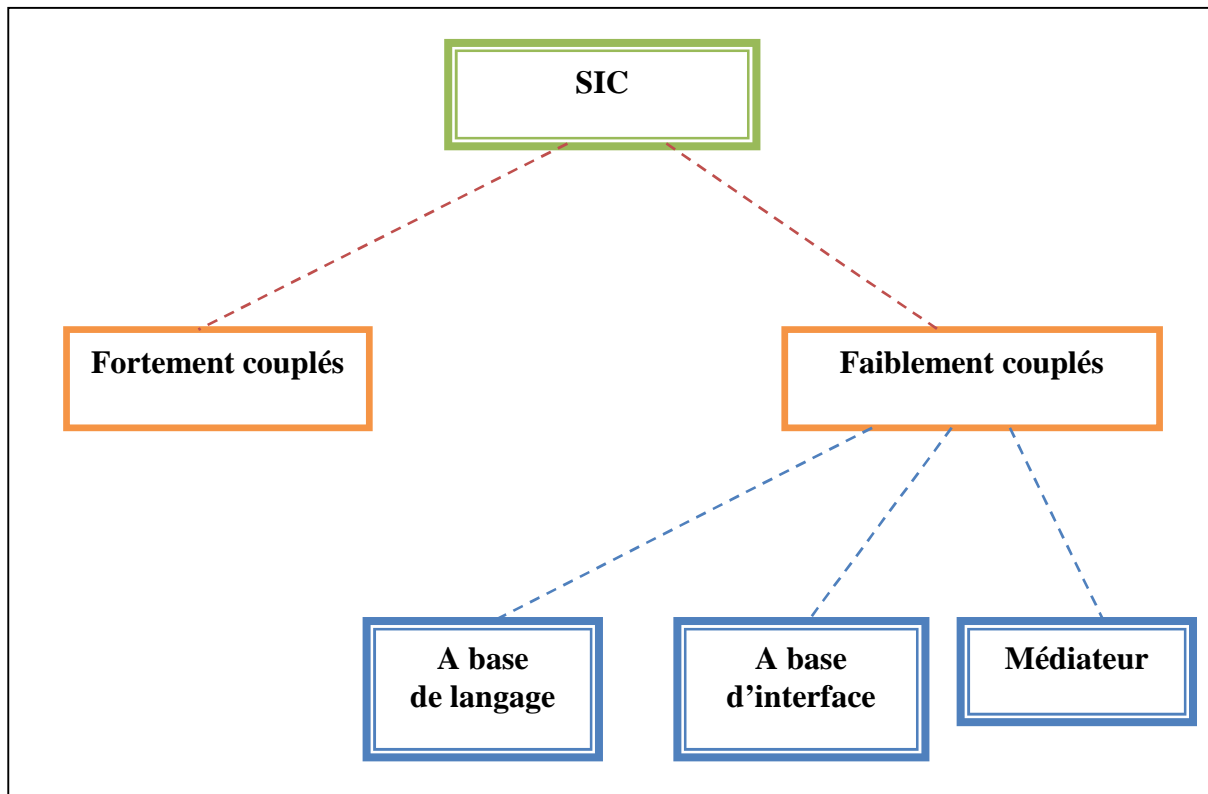 SIC
Fortement couplés
Faiblement couplés
A base
de langage
A base
d’interface
Médiateur